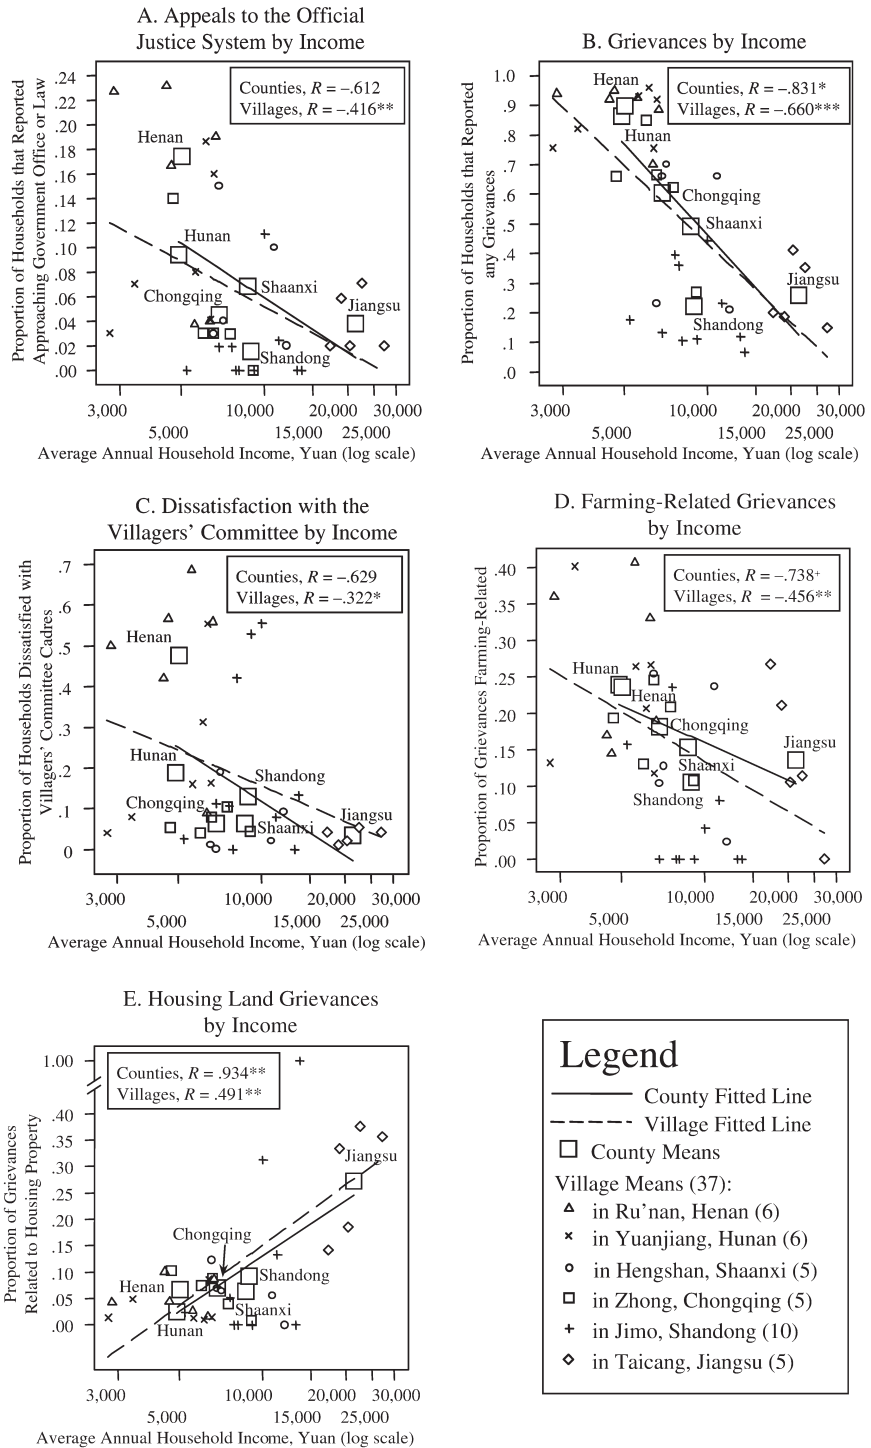 A. Appeals to the Official
Justice System by Income
Proportion of Households that Reported
Approaching Government Office or Law
.24
.22
.20
.18
.16
.14
.12
.10
.08
.06
.04
.02
.00
Counties, R = –.612
Villages, R = –.416**
Henan
Hunan
Shaanxi
Chongqing
Jiangsu
Shandong
3,000 10,000 20,000 30,000
5,000 15,000 25,000
Average Annual Household Income, Yuan (log scale)
B. Grievances by Income
Proportion of Households that Reported
any Grievances
1.0
.9
.8
.7
.6
.5
.4
.3
.2
.1
.0
Counties, R = –.831*
Villages, R = –.660***
Henan
Hunan
Chongqing
Shaanxi
Jiangsu
Shandong
3,000 10,000 20,000 30,000
5,000 15,000 25,000
Average Annual Household Income, Yuan (log scale)
C. Dissatisfaction with the
Villagers’ Committee by Income
Proportion of Households Dissatisfied with
Villagers’ Committee Cadres
.7
.6
.5
.4
.3
.2
.1
0
Counties, R = –.629
Villages, R = –.322*
Henan
Hunan
Shandong
Chongqing
Jiangsu
Shaanxi
3,000 10,000 20,000 30,000
5,000 15,000 25,000
Average Annual Household Income, Yuan (log scale)
D. Farming-Related Grievances
by Income
Proportion of Grievances Farming-Related
.40
.35
.30
.25
.20
.15
.10
.05
.00
Counties, R = –.738+
Villages, R = –.456**
Hunan
Henan
Chongqing
Jiangsu
Shaanxi
Shandong
3,000 10,000 20,000 30,000
5,000 15,000 25,000
Average Annual Household Income, Yuan (log scale)
E. Housing Land Grievances
by Income
Proportion of Grievances
Related to Housing Property
1.00
.40
.35
.30
.25
.20
.15
.10
.05
.00
Counties, R = .934**
Villages, R = .491**
Jiangsu
Chongqing
Shandong
Henan
Shaanxi
Hunan
3,000 10,000 20,000 30,000
5,000 15,000 25,000
Average Annual Household Income, Yuan (log scale)
Legend
County Fitted Line
Village Fitted Line
County Means
Village Means (37):
in Ru’nan, Henan (6)
in Yuanjiang, Hunan (6)
in Hengshan, Shaanxi (5)
in Zhong, Chongqing (5)
in Jimo, Shandong (10)
in Taicang, Jiangsu (5)